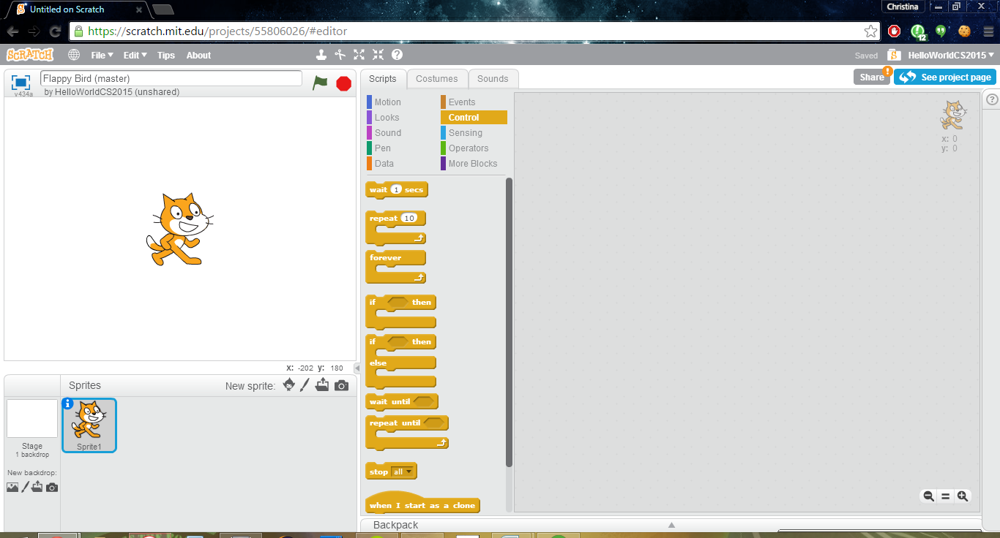 Untitled on Scratch
Christina
https://scratch.mit.edu/projects/55806026/#editor
12
SCRATCH File Edit Tips About
Saved HelloWorldCS2015
Flappy Bird (master)
v434a by HelloWorldCS2015 (unshared)
Scripts Costumes Sounds
Share ! See project page
Motion Events
Looks Control
Sound Sensing
Pen Operators
Data More Blocks
x: 0
y: 0
wait 1 secs
repeat 10
forever
if then
if then
else
wait until
repeat until
stop all
when I start as a clone
x: -202 y: 180
Sprites New sprite:
Sprite1
Stage
1 backdrop
New backdrop:
Backpack